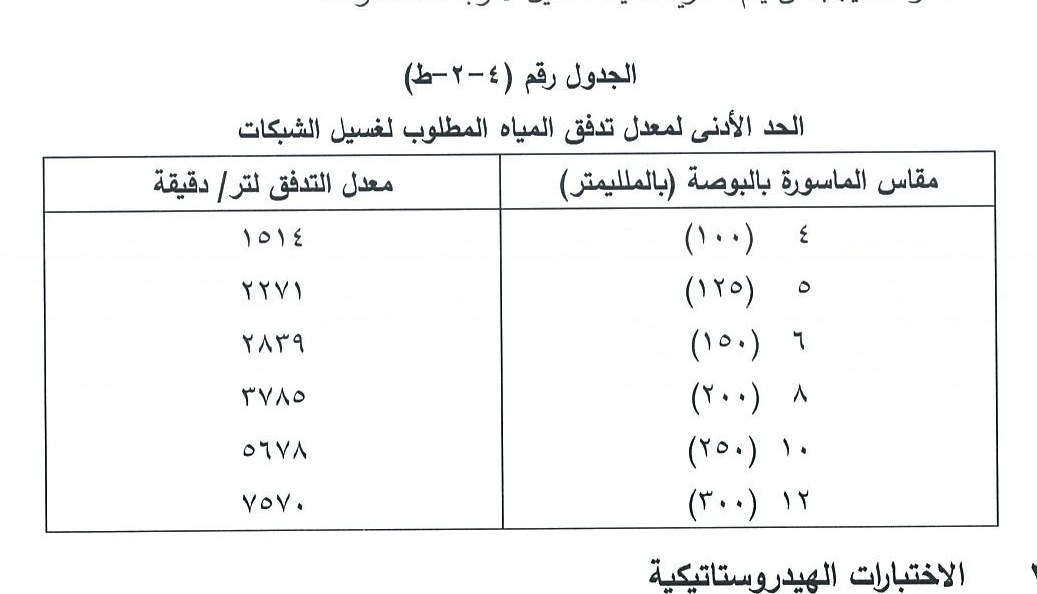 الجدول رقم (٤-٢-ط)
الحد الأدنى لمعدل تدفق المياه المطلوب لغسيل الشبكات
مقاس الماسورة بالبوصة (بالملليمتر) معدل التدفق لتر/ دقيقة
٤ (١٠٠) ١٥١٤
٥ (١٢٥) ٢٢٧١
٦ (١٥٠) ٢٨٣٩
٨ (٢٠٠) ٣٧٨٥
١٠ (٢٥٠) ٥٦٧٨
١٢ (٣٠٠) ٧٥٧٠
الاختبارات الهيدروستاتيكية